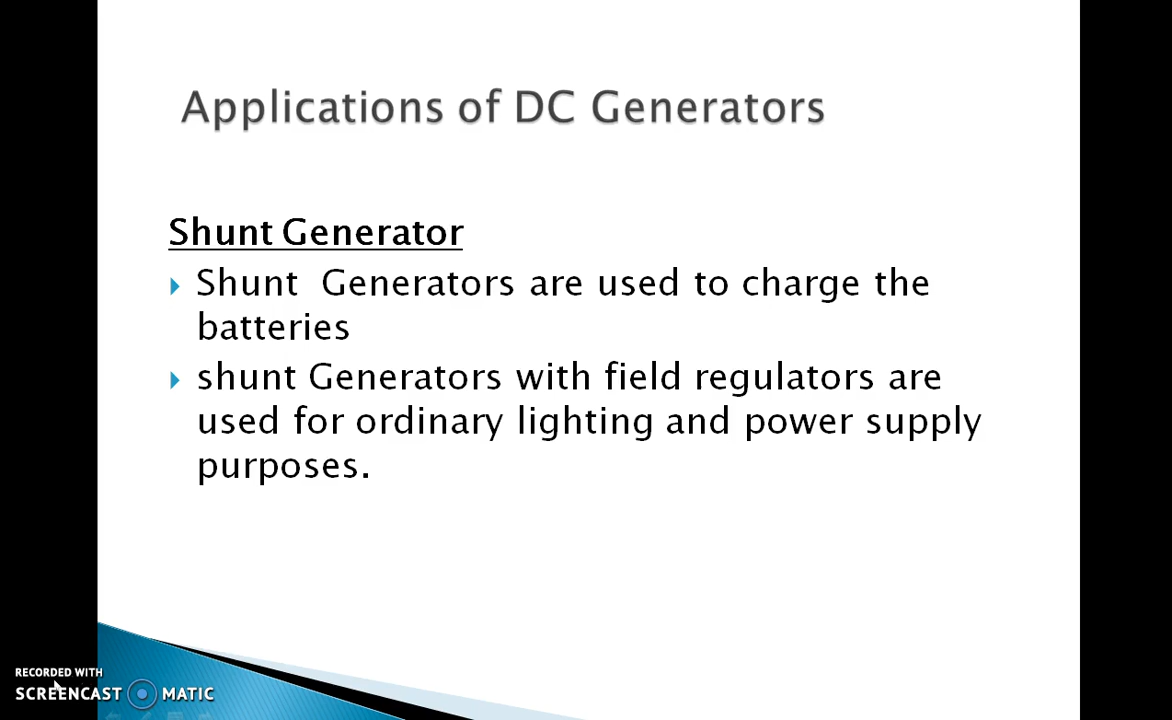 Applications of DC Generators
Shunt Generator
Shunt  Generators are used to charge the
batteries
shunt Generators with field regulators are
used for ordinary lighting and power supply
purposes.
RECORDED WITH
SCREENCAST MATIC